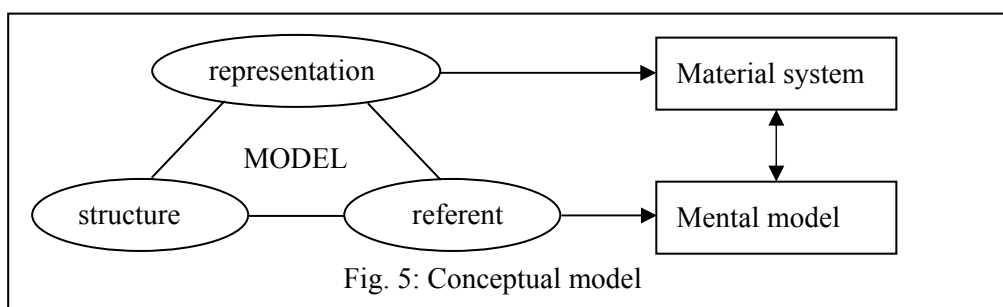 representation
Material system
MODEL
structure
referent
Mental model
Fig. 5: Conceptual model